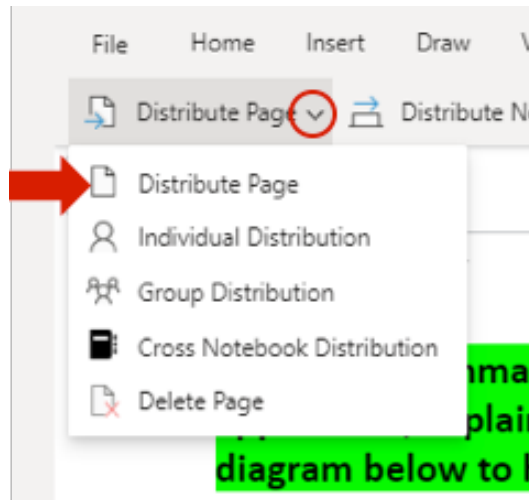 File Home Insert Draw
Distribute Page Distribute
Distribute Page
Individual Distribution
Group Distribution
Cross Notebook Distribution
Delete Page
diagram below to